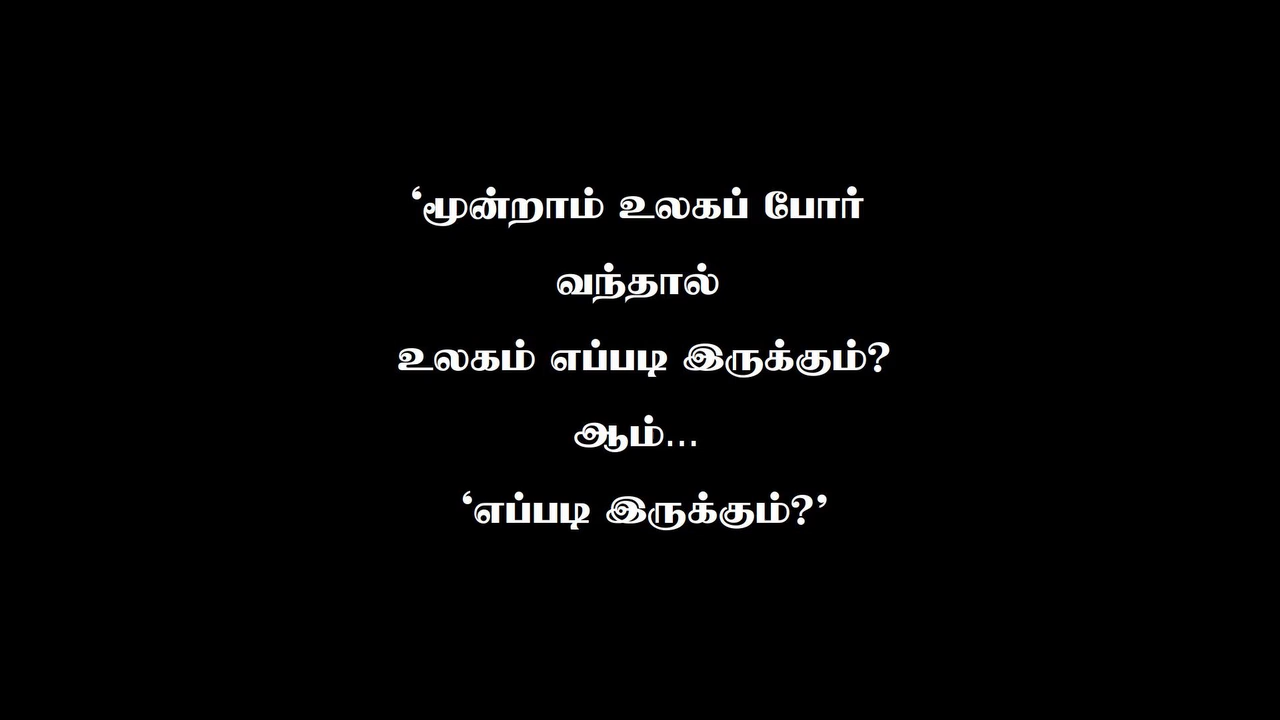 ‘மூன்றாம் உலகப் போர்
வந்தால்
உலகம் எப்படி இருக்கும்?
ஆம்...
‘எப்படி இருக்கும்?’